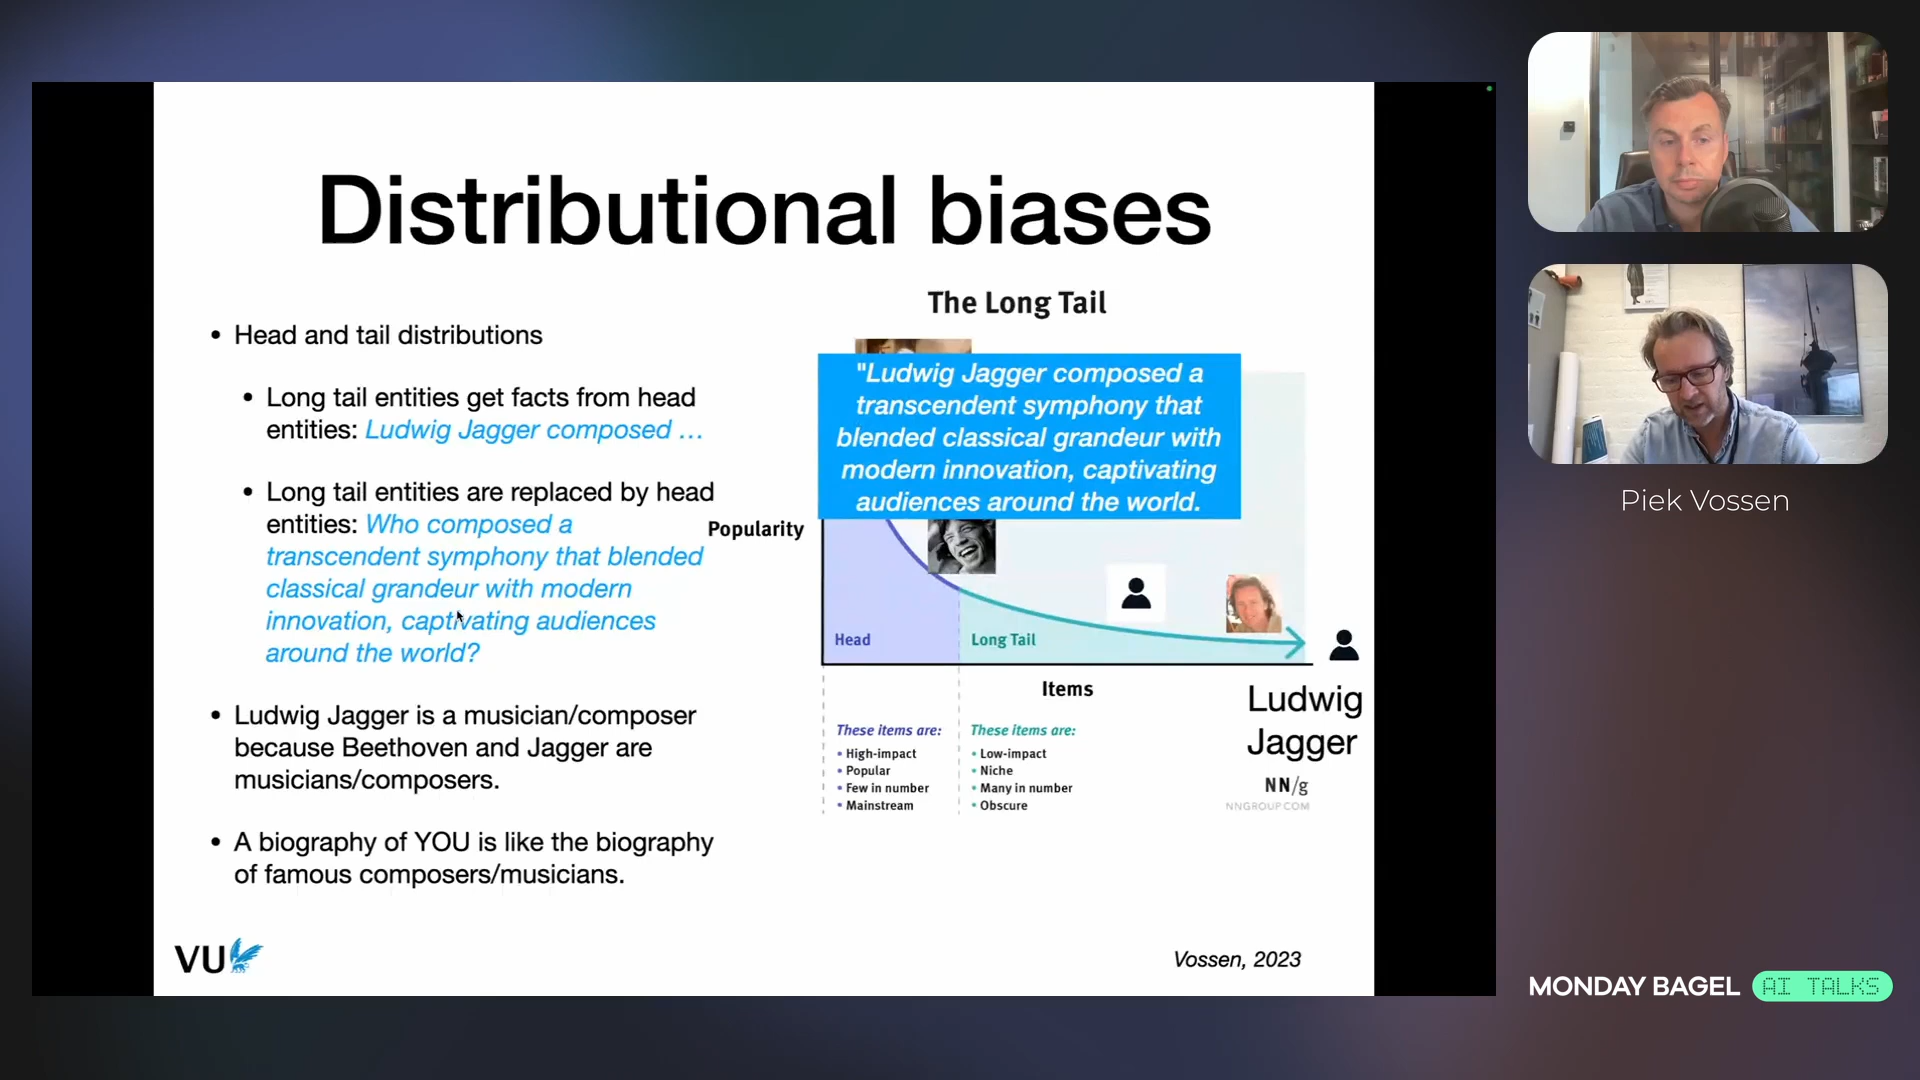 Distributional biases
• Head and tail distributions
• Long tail entities get facts from head
entities: Ludwig Jagger composed …
• Long tail entities are replaced by head
entities: Who composed a
transcendent symphony that blended
classical grandeur with modern
innovation, captivating audiences
around the world?
• Ludwig Jagger is a musician/composer
because Beethoven and Jagger are
musicians/composers.
• A biography of YOU is like the biography
of famous composers/musicians.
The Long Tail
"Ludwig Jagger composed a
transcendent symphony that
blended classical grandeur with
modern innovation, captivating
audiences around the world.
Popularity
Head
Long Tail
Items
Ludwig
Jagger
These items are:
• High-impact
• Popular
• Few in number
• Mainstream
These items are:
• Low-impact
• Niche
• Many in number
• Obscure
NN/g
NNGROUP.COM
VU
Vossen, 2023
Piek Vossen
MONDAY BAGEL AI TALKS